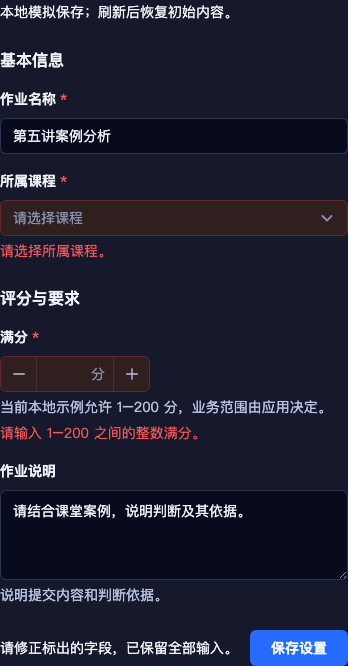 本地模拟保存；刷新后恢复初始内容。
基本信息
作业名称 *
第五讲案例分析
所属课程 *
请选择课程
请选择所属课程。
评分与要求
满分 *
分
当前本地示例允许 1—200 分，业务范围由应用决定。
请输入 1—200 之间的整数满分。
作业说明
请结合课堂案例，说明判断及其依据。
说明提交内容和判断依据。
请修正标出的字段，已保留全部输入。 保存设置